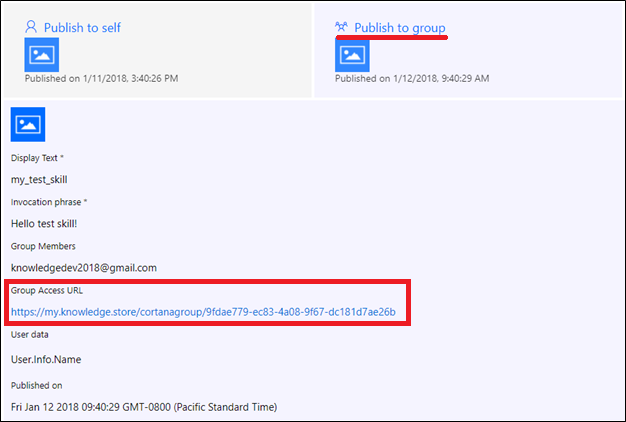 Publish to self
Publish to group
Published on 1/11/2018, 3:40:26 PM
Published on 1/12/2018, 9:40:29 AM
Display Text *
my_test_skill
Invocation phrase *
Hello test skill!
Group Members
knowledgedev2018@gmail.com
Group Access URL
https://my.knowledge.store/cortanagroup/9fdae779-ec83-4a08-9f67-dc181d7ae26b
User data
User.Info.Name
Published on
Fri Jan 12 2018 09:40:29 GMT-0800 (Pacific Standard Time)